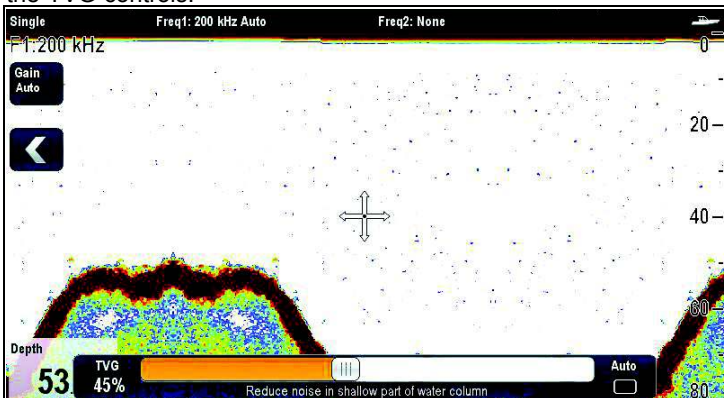 the TVG controls.
Single Freq1: 200 kHz Auto Freq2: None
F1:200 kHz
0
Gain
Auto
20
40
60
Depth
53.
TVG
45%
Auto
Reduce noise in shallow part of water column
80